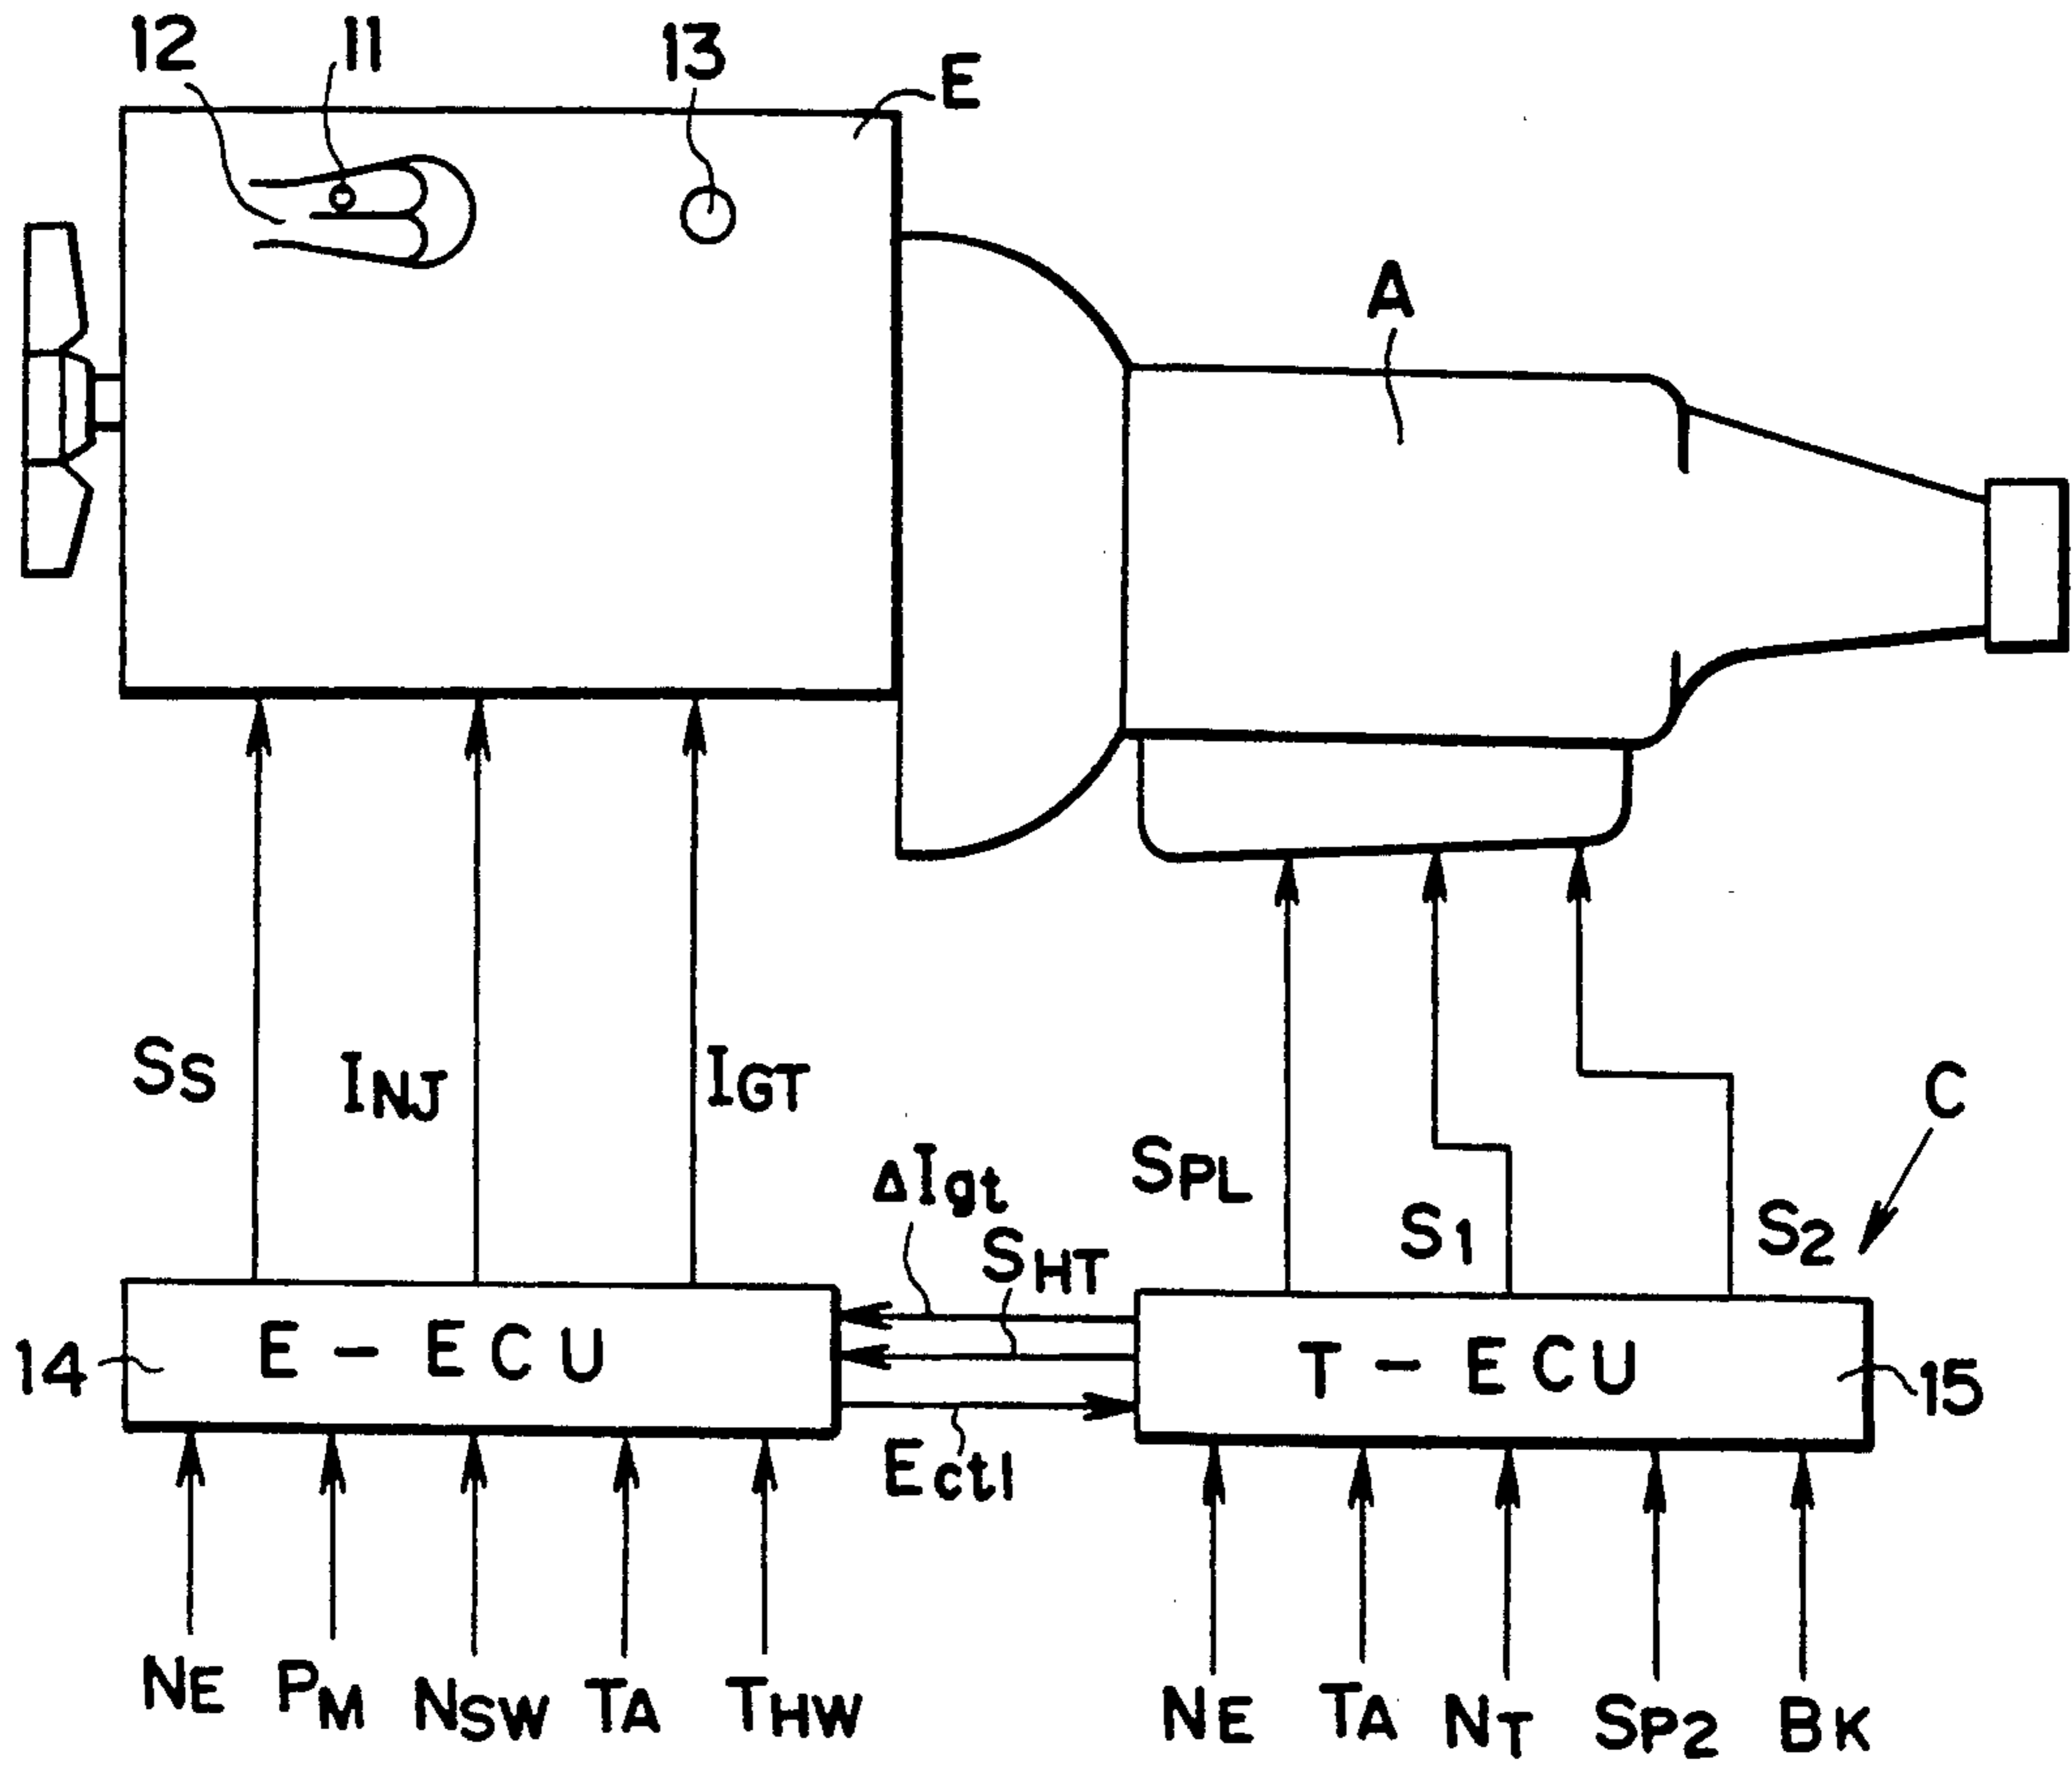 12 11 13 E
A
SS INJ IGT
C
SPL S1 S2
ΔIgt
SHT
14 E-ECU T-ECU 15
Ectl
NE PM NSW TA THW NE TA NT SP2 BK